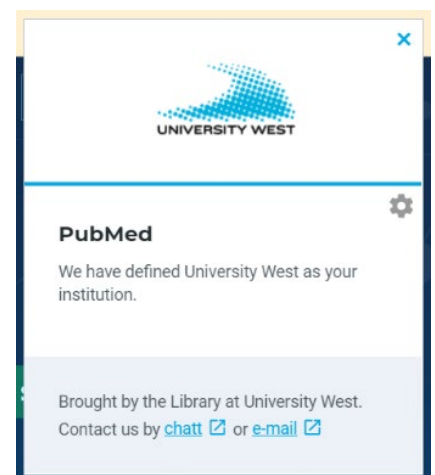 UNIVERSITY WEST
PubMed
We have defined University West as your
institution.
Brought by the Library at University West.
Contact us by chatt or e-mail